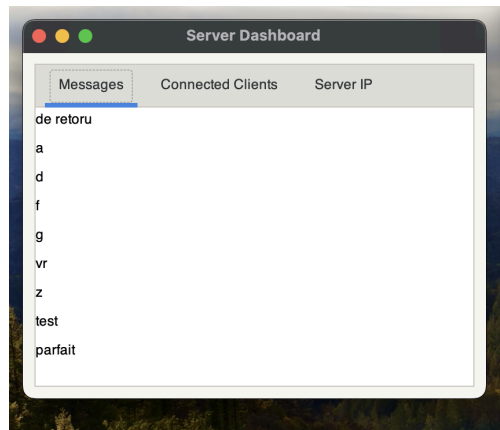 Server Dashboard
Messages Connected Clients Server IP
de retoru
a
d
f
g
vr
z
test
parfait